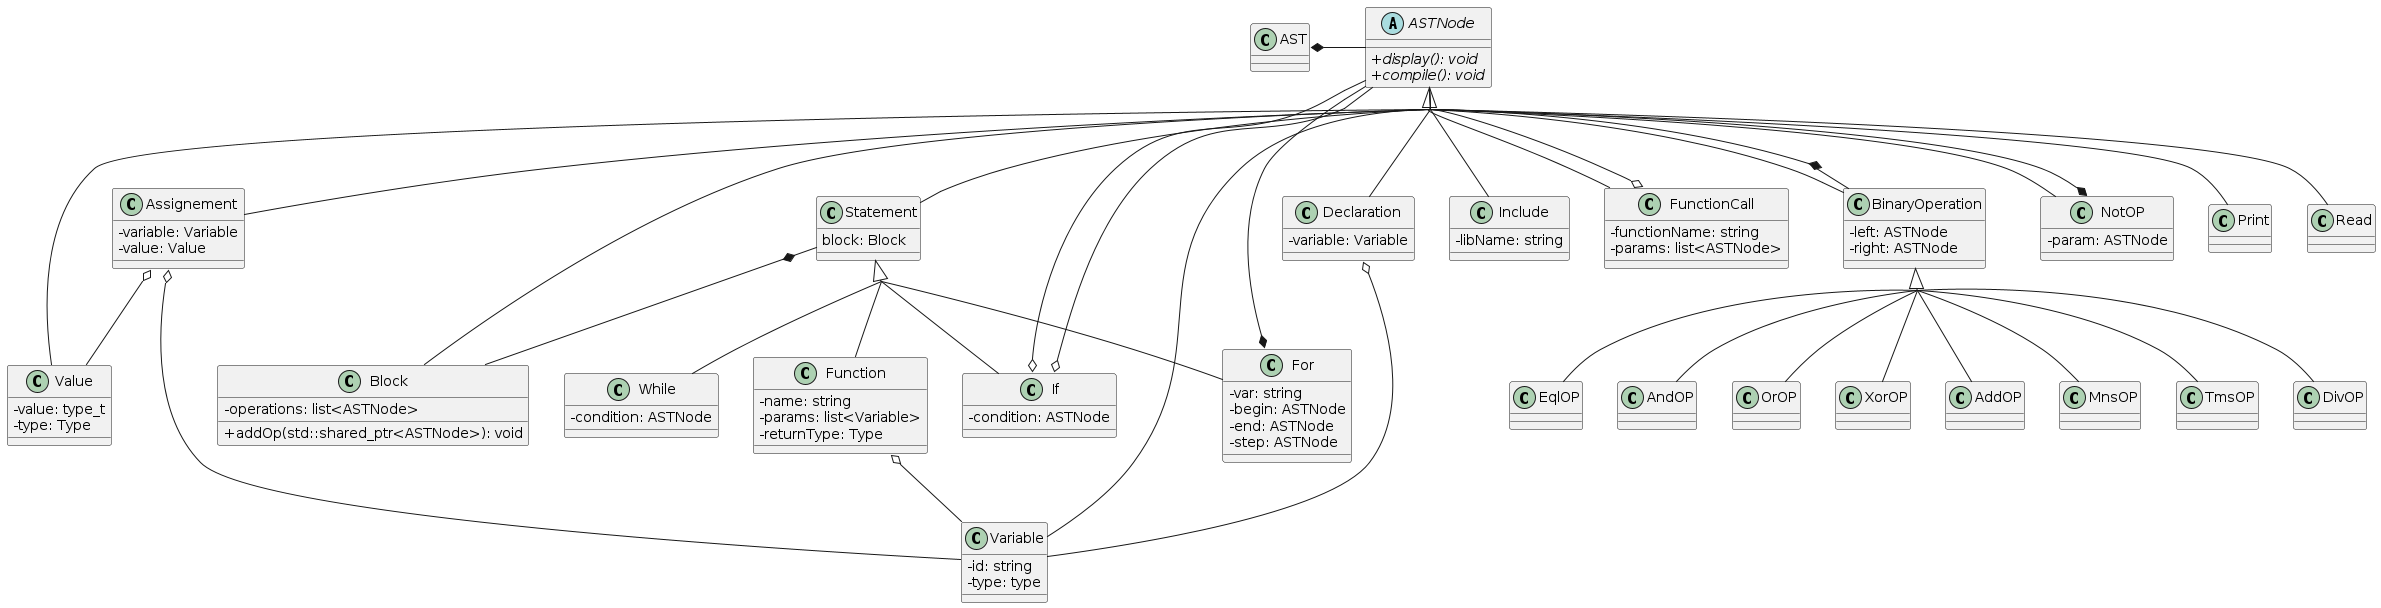 C AST
A ASTNode
+display(): void
+compile(): void
C Assignement
-variable: Variable
-value: Value
C Statement
block: Block
C Declaration
-variable: Variable
C Include
-libName: string
C FunctionCall
-functionName: string
-params: list<ASTNode>
C BinaryOperation
-left: ASTNode
-right: ASTNode
C NotOP
-param: ASTNode
C Print
C Read
C Value
-value: type_t
-type: Type
C Block
-operations: list<ASTNode>
+addOp(std::shared_ptr<ASTNode>): void
C While
-condition: ASTNode
C Function
-name: string
-params: list<Variable>
-returnType: Type
C If
-condition: ASTNode
C For
-var: string
-begin: ASTNode
-end: ASTNode
-step: ASTNode
C EqlOP
C AndOP
C OrOP
C XorOP
C AddOP
C MnsOP
C TmsOP
C DivOP
C Variable
-id: string
-type: type